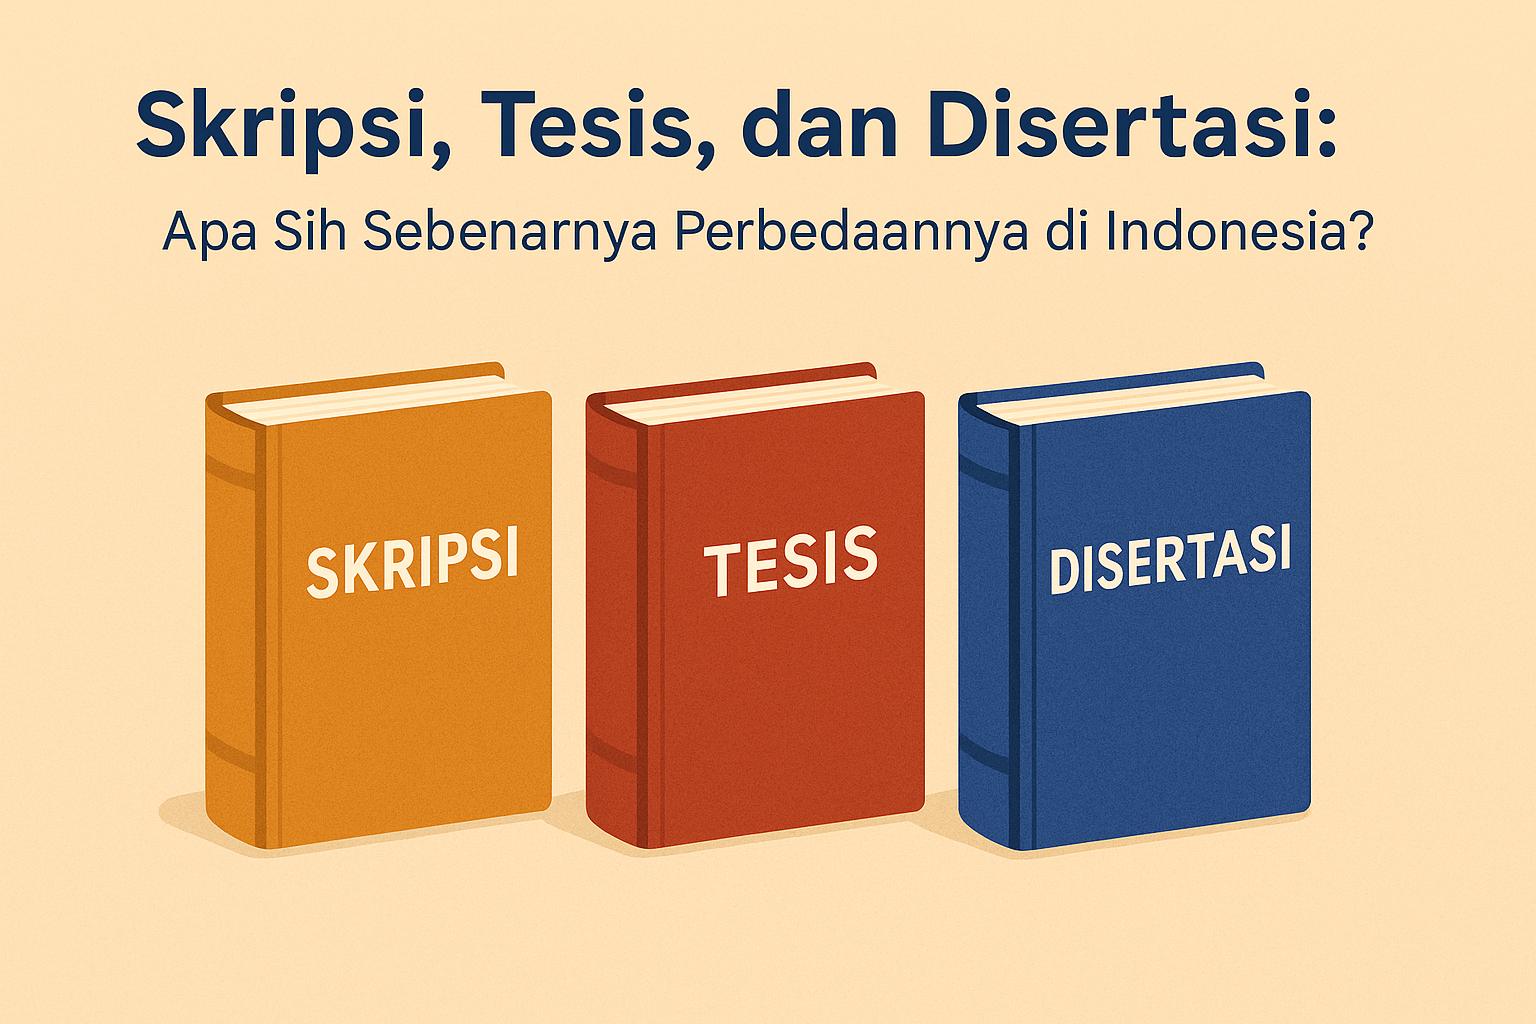 Skripsi, Tesis, dan Disertasi:
Apa Sih Sebenarnya Perbedaannya di Indonesia?
SKRIPSI
TESIS
DISERTASI